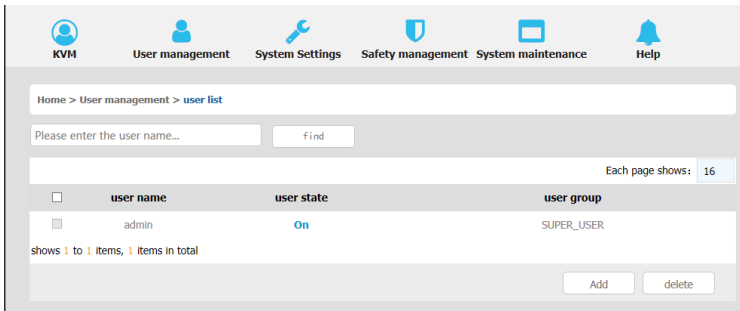 KVM User management System Settings Safety management System maintenance Help
Home > User management > user list
Please enter the user name... find
Each page shows: 16
user name user state user group
admin On SUPER_USER
shows 1 to 1 items, 1 items in total
Add delete